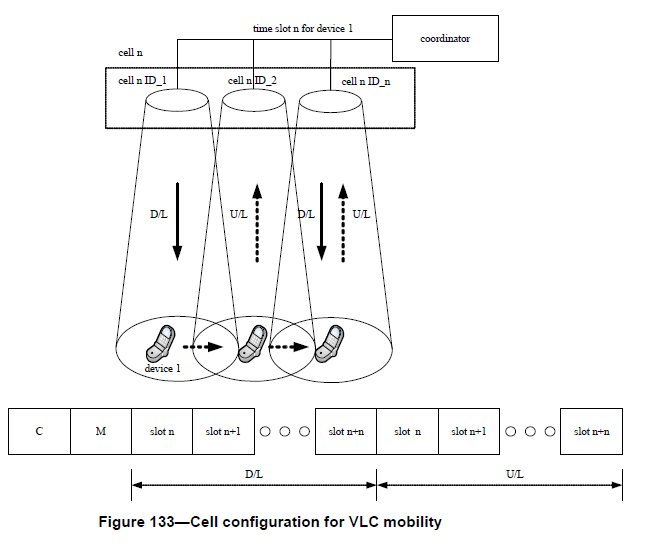 time slot n for device 1
coordinator
cell n
cell n ID_1
cell n ID_2
cell n ID_n
D/L
U/L
D/L
U/L
device 1
C
M
slot n
slot n+1
slot n+n
slot n
slot n+1
slot n+n
D/L
U/L
Figure 133—Cell configuration for VLC mobility